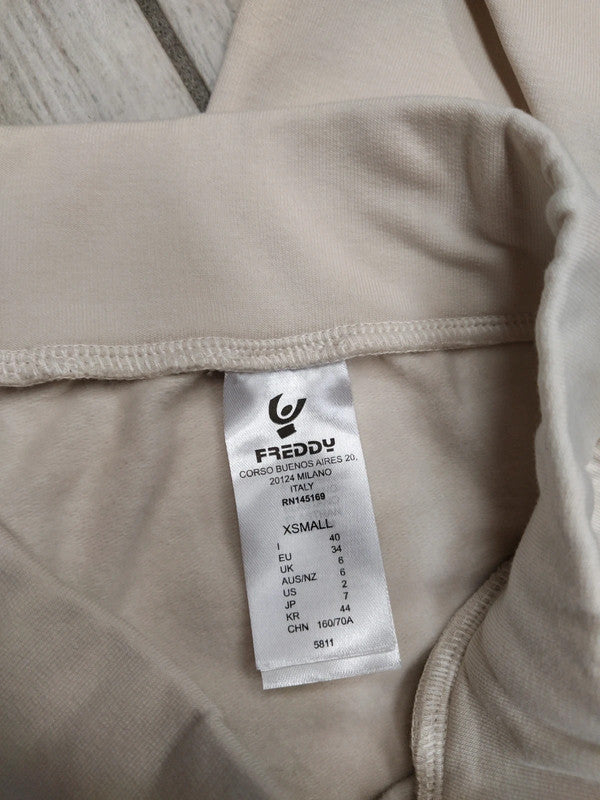 FREDDY
CORSO BUENOS AIRES 20,
20124 MILANO
ITALY
RN145169
XSMALL
I 40
EU 34
UK 6
AUS/NZ 6
US 2
JP 7
KR 44
CHN 160/70A
5811